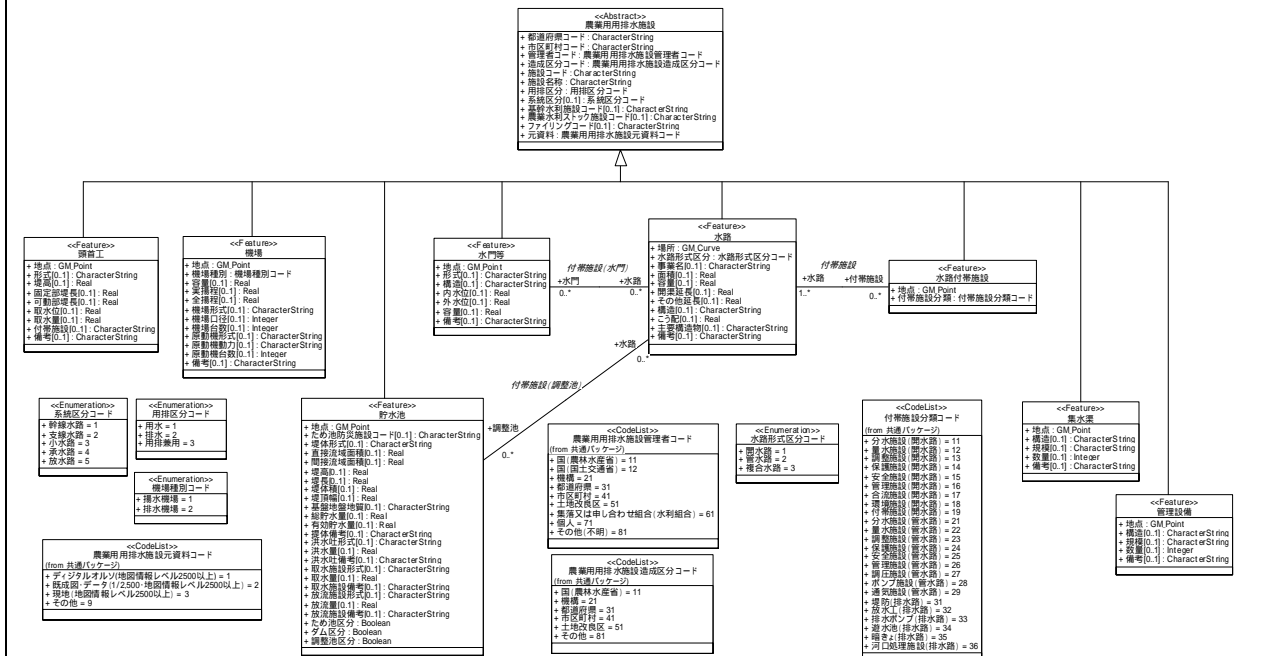 <<Abstract>>
農業用用排水施設
+ 都道府県コード : CharacterString
+ 市区町村コード : CharacterString
+ 管理者コード : 農業用用排水施設管理者コード
+ 造成区分コード : 農業用用排水施設造成区分コード
+ 施設コード : CharacterString
+ 施設名称 : CharacterString
+ 用排区分 : 用排区分コード
+ 系統区分[0..1] : 系統区分コード
+ 基幹水利施設コード[0..1] : CharacterString
+ 農業水利ストック施設コード[0..1] : CharacterString
+ ファイリングコード[0..1] : CharacterString
+ 元資料 : 農業用用排水施設元資料コード
<<Feature>>
頭首工
+ 地点 : GM_Point
+ 形式[0..1] : CharacterString
+ 堤高[0..1] : Real
+ 固定部堤長[0..1] : Real
+ 可動部堤長[0..1] : Real
+ 取水位[0..1] : Real
+ 取水量[0..1] : Real
+ 付帯施設[0..1] : CharacterString
+ 備考[0..1] : CharacterString
<<Feature>>
機場
+ 地点 : GM_Point
+ 機場種別 : 機場種別コード
+ 容量[0..1] : Real
+ 実揚程[0..1] : Real
+ 全揚程[0..1] : Real
+ 機場形式[0..1] : CharacterString
+ 機場口径[0..1] : Integer
+ 機場台数[0..1] : Integer
+ 原動機形式[0..1] : CharacterString
+ 原動機動力[0..1] : CharacterString
+ 原動機台数[0..1] : Integer
+ 備考[0..1] : CharacterString
<<Feature>>
水門等
+ 地点 : GM_Point
+ 形式[0..1] : CharacterString
+ 構造[0..1] : CharacterString
+ 内水位[0..1] : Real
+ 外水位[0..1] : Real
+ 容量[0..1] : Real
+ 備考[0..1] : CharacterString
付帯施設(水門)
+水門
0..*
+水路
0..*
<<Feature>>
水路
+ 場所 : GM_Curve
+ 水路形式区分 : 水路形式区分コード
+ 事業名[0..1] : CharacterString
+ 面積[0..1] : Real
+ 容量[0..1] : Real
+ 開渠延長[0..1] : Real
+ その他延長[0..1] : Real
+ 構造[0..1] : CharacterString
+ こう配[0..1] : Real
+ 主要構造物[0..1] : CharacterString
+ 備考[0..1] : CharacterString
付帯施設
+水路
1..*
+付帯施設
0..*
<<Feature>>
水路付帯施設
+ 地点 : GM_Point
+ 付帯施設分類 : 付帯施設分類コード
+水路
0..*
付帯施設(調整池)
+調整池
0..*
<<Enumeration>>
系統区分コード
+ 幹線水路 = 1
+ 支線水路 = 2
+ 小水路 = 3
+ 承水路 = 4
+ 放水路 = 5
<<Enumeration>>
用排区分コード
+ 用水 = 1
+ 排水 = 2
+ 用排兼用 = 3
<<Enumeration>>
機場種別コード
+ 揚水機場 = 1
+ 排水機場 = 2
<<CodeList>>
農業用用排水施設元資料コード
(from 共通パッケージ)
+ ディジタルオルソ(地図情報レベル2500以上) = 1
+ 既成図・データ(1/2,500・地図情報レベル2500以上) = 2
+ 現地(地図情報レベル2500以上) = 3
+ その他 = 9
<<Feature>>
貯水池
+ 地点 : GM_Point
+ ため池防災施設コード[0..1] : CharacterString
+ 堤体形式[0..1] : CharacterString
+ 直接流域面積[0..1] : Real
+ 間接流域面積[0..1] : Real
+ 堤高[0..1] : Real
+ 堤長[0..1] : Real
+ 堤体積[0..1] : Real
+ 堤頂幅[0..1] : Real
+ 基盤地盤地質[0..1] : CharacterString
+ 総貯水量[0..1] : Real
+ 有効貯水量[0..1] : Real
+ 提体備考[0..1] : CharacterString
+ 洪水吐形式[0..1] : CharacterString
+ 洪水量[0..1] : Real
+ 洪水吐備考[0..1] : CharacterString
+ 取水施設形式[0..1] : CharacterString
+ 取水量[0..1] : Real
+ 取水施設備考[0..1] : CharacterString
+ 放流施設形式[0..1] : CharacterString
+ 放流量[0..1] : Real
+ 放流施設備考[0..1] : CharacterString
+ ため池区分 : Boolean
+ ダム区分 : Boolean
+ 調整池区分 : Boolean
<<CodeList>>
農業用用排水施設管理者コード
(from 共通パッケージ)
+ 国(農林水産省) = 11
+ 国(国土交通省) = 12
+ 機構 = 21
+ 都道府県 = 31
+ 市区町村 = 41
+ 土地改良区 = 51
+ 集落又は申し合わせ組合(水利組合) = 61
+ 個人 = 71
+ その他(不明) = 81
<<CodeList>>
農業用用排水施設造成区分コード
(from 共通パッケージ)
+ 国(農林水産省) = 11
+ 機構 = 21
+ 都道府県 = 31
+ 市区町村 = 41
+ 土地改良区 = 51
+ その他 = 81
<<Enumeration>>
水路形式区分コード
+ 開水路 = 1
+ 管水路 = 2
+ 複合水路 = 3
<<CodeList>>
付帯施設分類コード
(from 共通パッケージ)
+ 分水施設(開水路) = 11
+ 量水施設(開水路) = 12
+ 調整施設(開水路) = 13
+ 保護施設(開水路) = 14
+ 安全施設(開水路) = 15
+ 管理施設(開水路) = 16
+ 合流施設(開水路) = 17
+ 環境施設(開水路) = 18
+ 付帯施設(開水路) = 19
+ 分水施設(管水路) = 21
+ 量水施設(管水路) = 22
+ 調整施設(管水路) = 23
+ 保護施設(管水路) = 24
+ 安全施設(管水路) = 25
+ 管理施設(管水路) = 26
+ 調圧施設(管水路) = 27
+ ポンプ施設(管水路) = 28
+ 通気施設(管水路) = 29
+ 堤防(排水路) = 31
+ 放水工(排水路) = 32
+ 排水ポンプ(排水路) = 33
+ 遊水池(排水路) = 34
+ 暗きょ(排水路) = 35
+ 河口処理施設(排水路) = 36
<<Feature>>
集水渠
+ 地点 : GM_Point
+ 構造[0..1] : CharacterString
+ 規模[0..1] : CharacterString
+ 数量[0..1] : Integer
+ 備考[0..1] : CharacterString
<<Feature>>
管理設備
+ 地点 : GM_Point
+ 構造[0..1] : CharacterString
+ 規模[0..1] : CharacterString
+ 数量[0..1] : Integer
+ 備考[0..1] : CharacterString